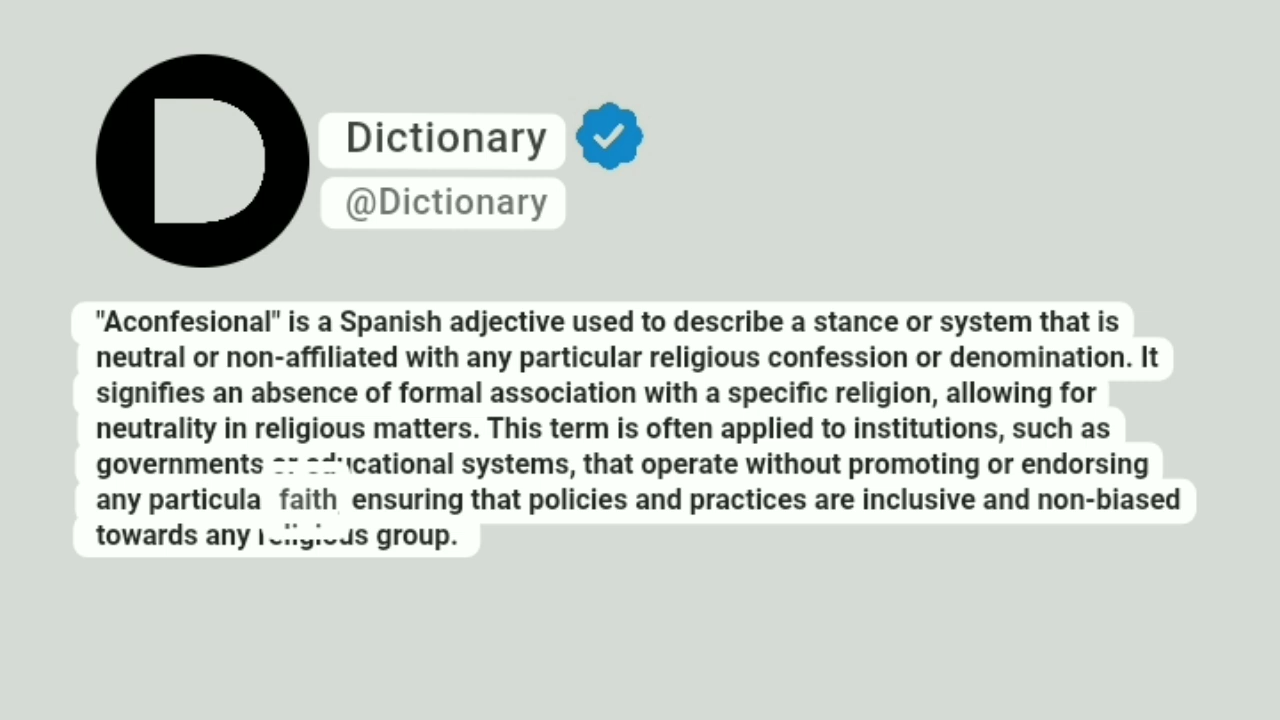 Dictionary
@Dictionary
"Aconfesional" is a Spanish adjective used to describe a stance or system that is
neutral or non-affiliated with any particular religious confession or denomination. It
signifies an absence of formal association with a specific religion, allowing for
neutrality in religious matters. This term is often applied to institutions, such as
governments or educational systems, that operate without promoting or endorsing
any particula faith, ensuring that policies and practices are inclusive and non-biased
towards any religious group.